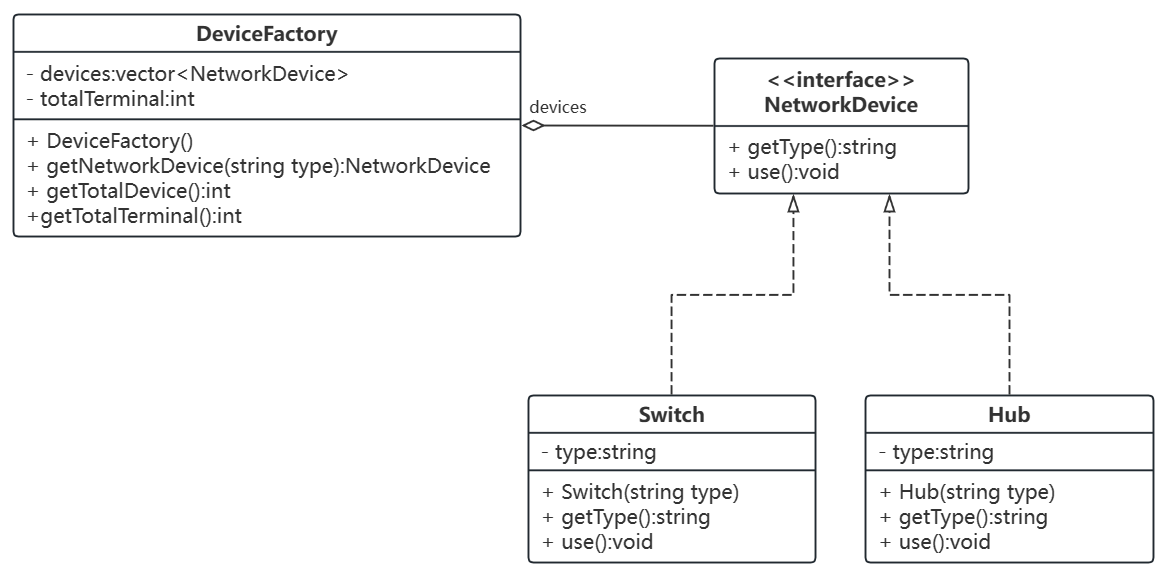 DeviceFactory
- devices:vector<NetworkDevice>
- totalTerminal:int
+ DeviceFactory()
+ getNetworkDevice(string type):NetworkDevice
+ getTotalDevice():int
+getTotalTerminal():int
devices
<<interface>>
NetworkDevice
+ getType():string
+ use():void
Switch
- type:string
+ Switch(string type)
+ getType():string
+ use():void
Hub
- type:string
+ Hub(string type)
+ getType():string
+ use():void